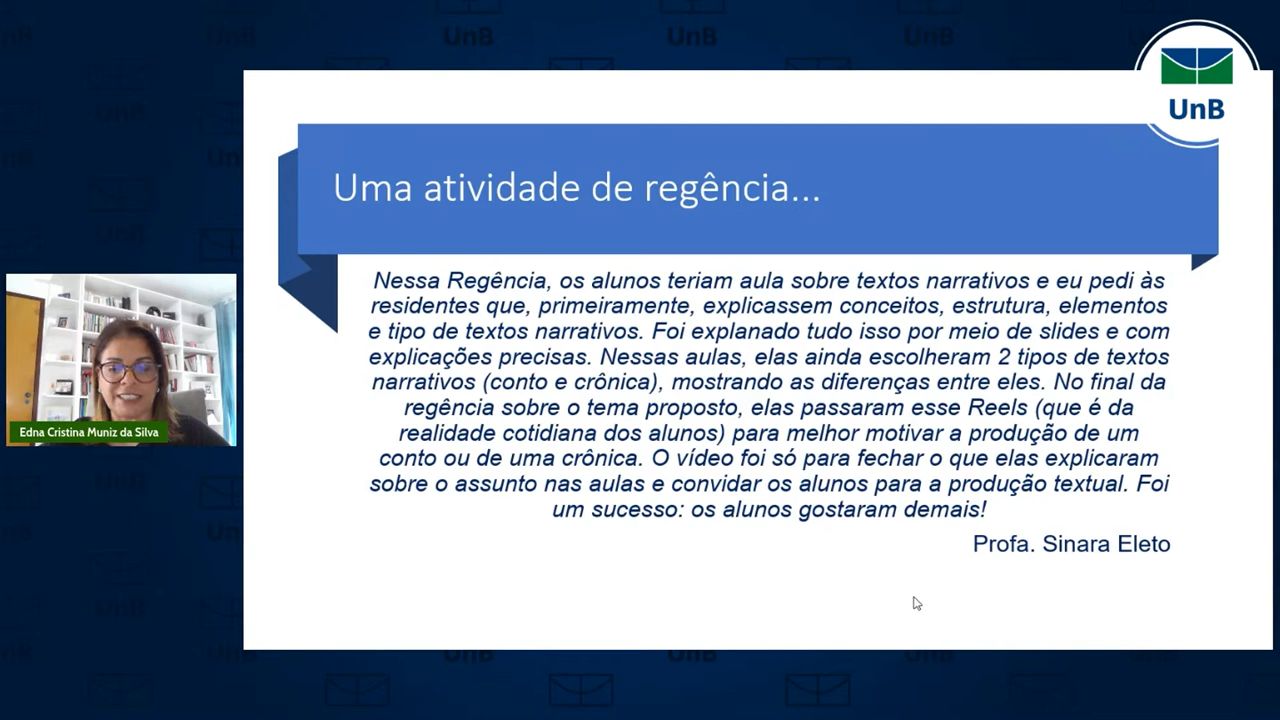 UnB
Uma atividade de regência...
Nessa Regência, os alunos teriam aula sobre textos narrativos e eu pedi às
residentes que, primeiramente, explicassem conceitos, estrutura, elementos
e tipo de textos narrativos. Foi explanado tudo isso por meio de slides e com
explicações precisas. Nessas aulas, elas ainda escolheram 2 tipos de textos
narrativos (conto e crônica), mostrando as diferenças entre eles. No final da
regência sobre o tema proposto, elas passaram esse Reels (que é da
realidade cotidiana dos alunos) para melhor motivar a produção de um
conto ou de uma crônica. O vídeo foi só para fechar o que elas explicaram
sobre o assunto nas aulas e convidar os alunos para a produção textual. Foi
um sucesso: os alunos gostaram demais!
Profa. Sinara Eleto
Edna Cristina Muniz da Silva